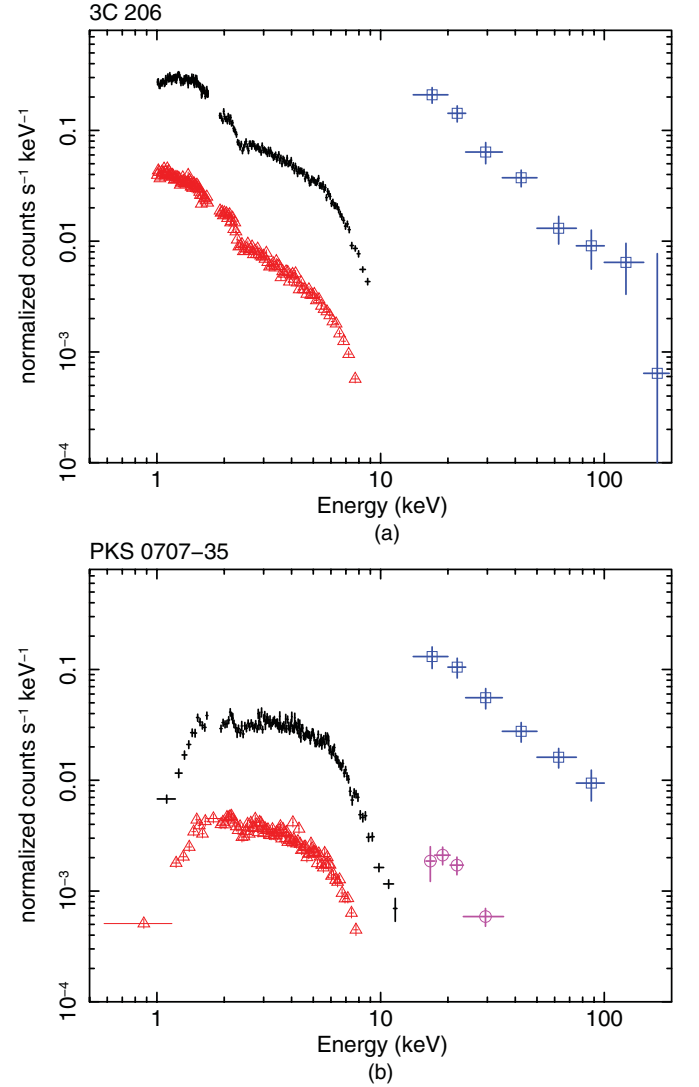 3C 206
normalized counts s⁻¹ keV⁻¹
0.1
0.01
10⁻³
10⁻⁴
1 10 100
Energy (keV)
(a)
PKS 0707−35
normalized counts s⁻¹ keV⁻¹
0.1
0.01
10⁻³
10⁻⁴
1 10 100
Energy (keV)
(b)